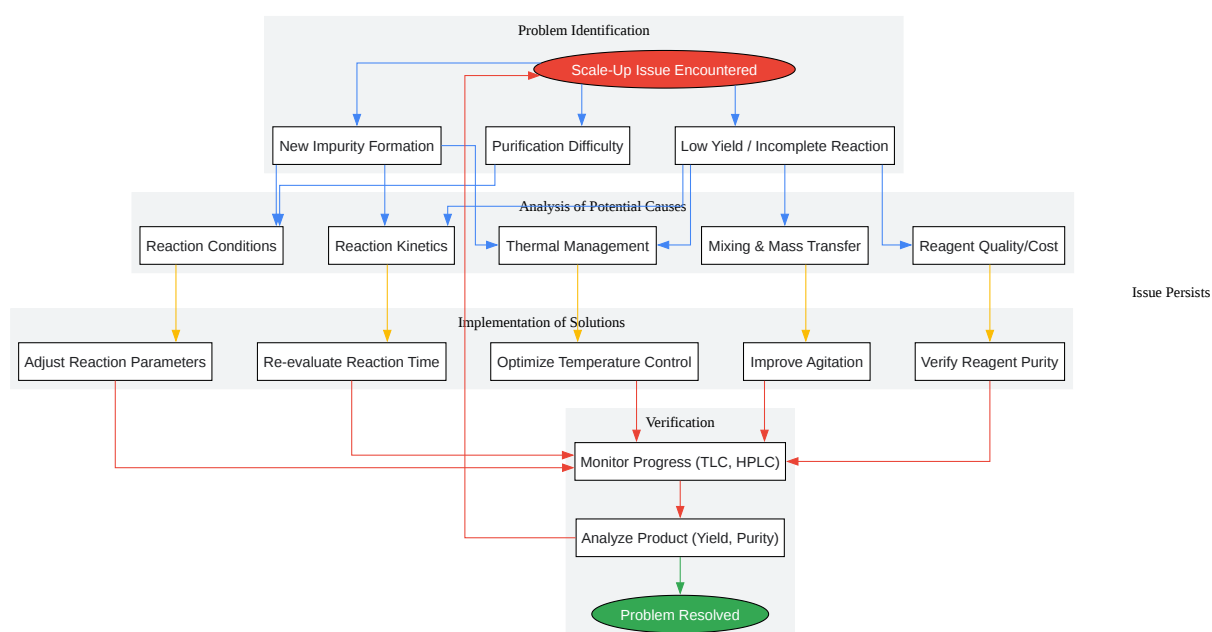 Problem Identification
Scale-Up Issue Encountered
New Impurity Formation
Purification Difficulty
Low Yield / Incomplete Reaction
Analysis of Potential Causes
Reaction Conditions
Reaction Kinetics
Thermal Management
Mixing & Mass Transfer
Reagent Quality/Cost
Issue Persists
Implementation of Solutions
Adjust Reaction Parameters
Re-evaluate Reaction Time
Optimize Temperature Control
Improve Agitation
Verify Reagent Purity
Verification
Monitor Progress (TLC, HPLC)
Analyze Product (Yield, Purity)
Problem Resolved